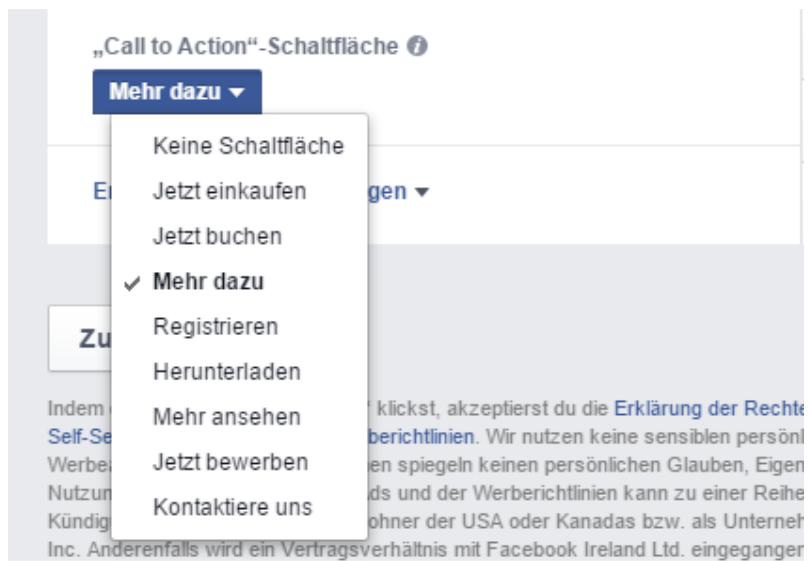 „Call to Action“-Schaltfläche
Mehr dazu
Keine Schaltfläche
Jetzt einkaufen
gen
Jetzt buchen
Mehr dazu
Registrieren
Zu
Herunterladen
Mehr ansehen
Indem klickst, akzeptierst du die Erklärung der Rechte
Self-Se berichtlinien. Wir nutzen keine sensiblen persönl
Jetzt bewerben
Werbea en spiegeln keinen persönlichen Glauben, Eigen
Nutzun ds und der Werberichtlinien kann zu einer Reihe
Kontaktiere uns
Kündig ohner der USA oder Kanadas bzw. als Unterneh
Inc. Anderenfalls wird ein Vertragsverhältnis mit Facebook Ireland Ltd. eingegangen